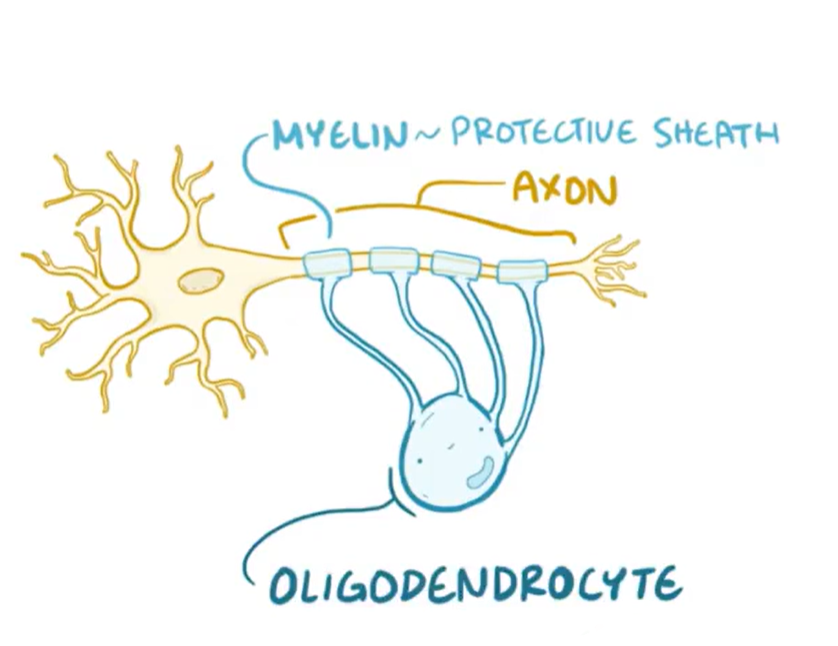 MYELIN ~ PROTECTIVE SHEATH
AXON
OLIGODENDROCYTE